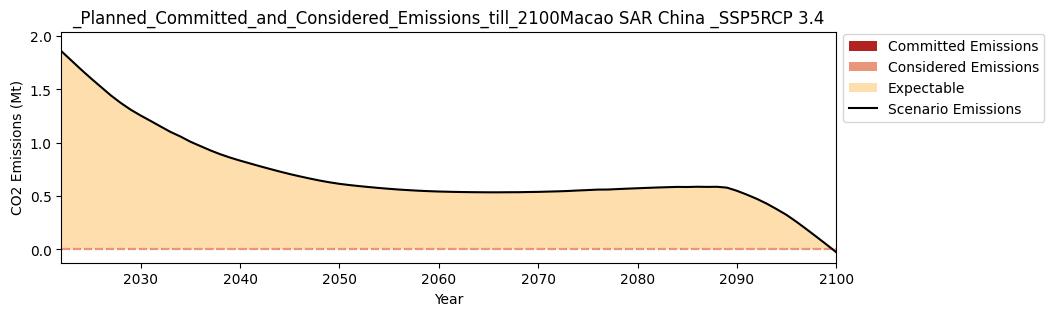 _Planned_Committed_and_Considered_Emissions_till_2100Macao SAR China _SSP5RCP 3.4
2.0
1.5
1.0
0.5
0.0
CO2 Emissions (Mt)
2030 2040 2050 2060 2070 2080 2090 2100
Year
Committed Emissions
Considered Emissions
Expectable
Scenario Emissions